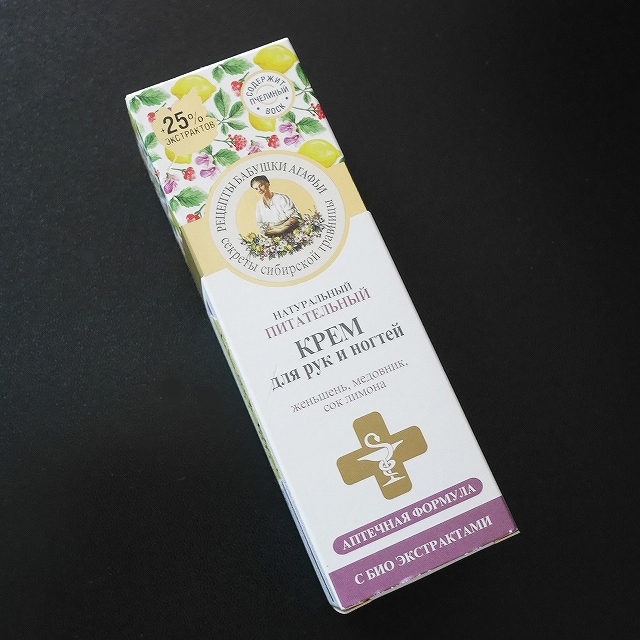 СОДЕРЖИТ
ПЧЕЛИНЫЙ
ВОСК
+25%
ЭКСТРАКТОВ
РЕЦЕПТЫ БАБУШКИ АГАФЬИ
секреты сибирской травницы
НАТУРАЛЬНЫЙ
ПИТАТЕЛЬНЫЙ
КРЕМ
для рук и ногтей
женьшень, медовник,
сок лимона
АПТЕЧНАЯ ФОРМУЛА
С БИО ЭКСТРАКТАМИ